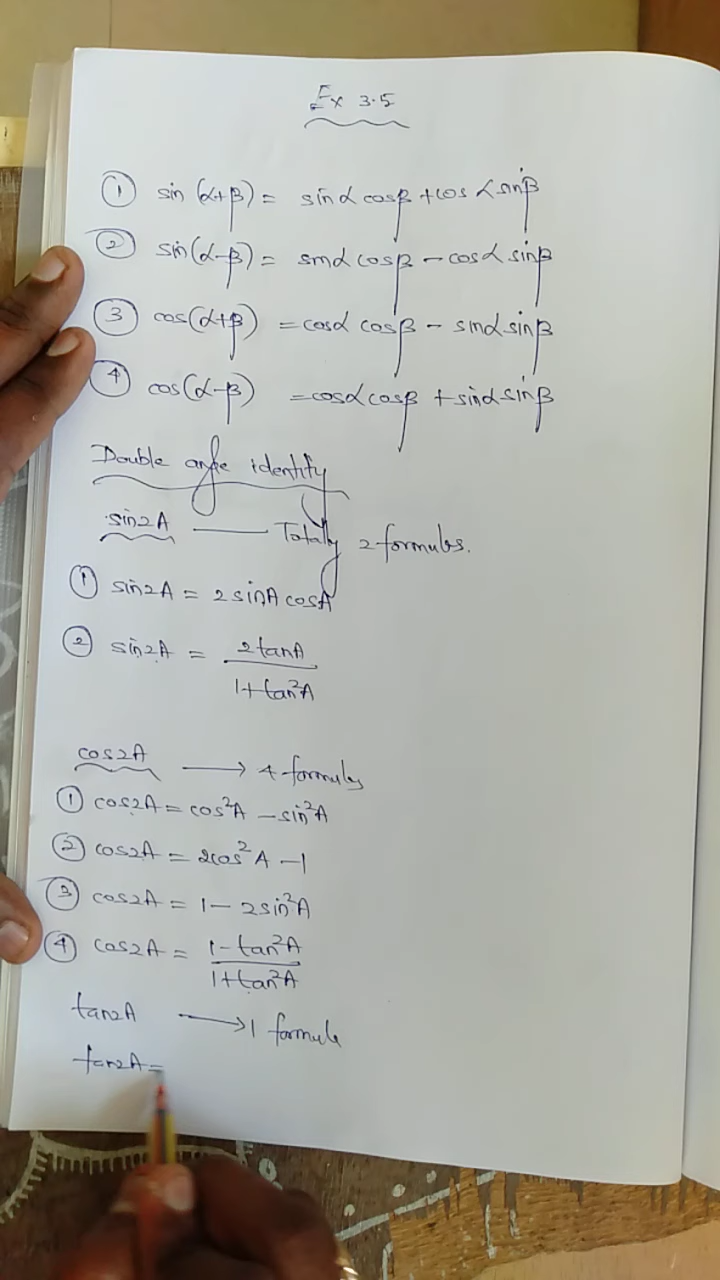 Ex 3.5
① sin(α+β) = sinα cosβ + cosα sinβ
② sin(α-β) = sinα cosβ - cosα sinβ
③ cos(α+β) = cosα cosβ - sinα sinβ
④ cos(α-β) = cosα cosβ + sinα sinβ
Double angle identity
sin2A — Totally 2 formulas.
① sin2A = 2 sinA cosA
② sin2A = 2tanA / 1+tan²A
cos2A → 4 formulas
① cos2A = cos²A - sin²A
② cos2A = 2cos²A - 1
③ cos2A = 1 - 2sin²A
④ cos2A = 1-tan²A / 1+tan²A
tan2A → 1 formula
tan2A =